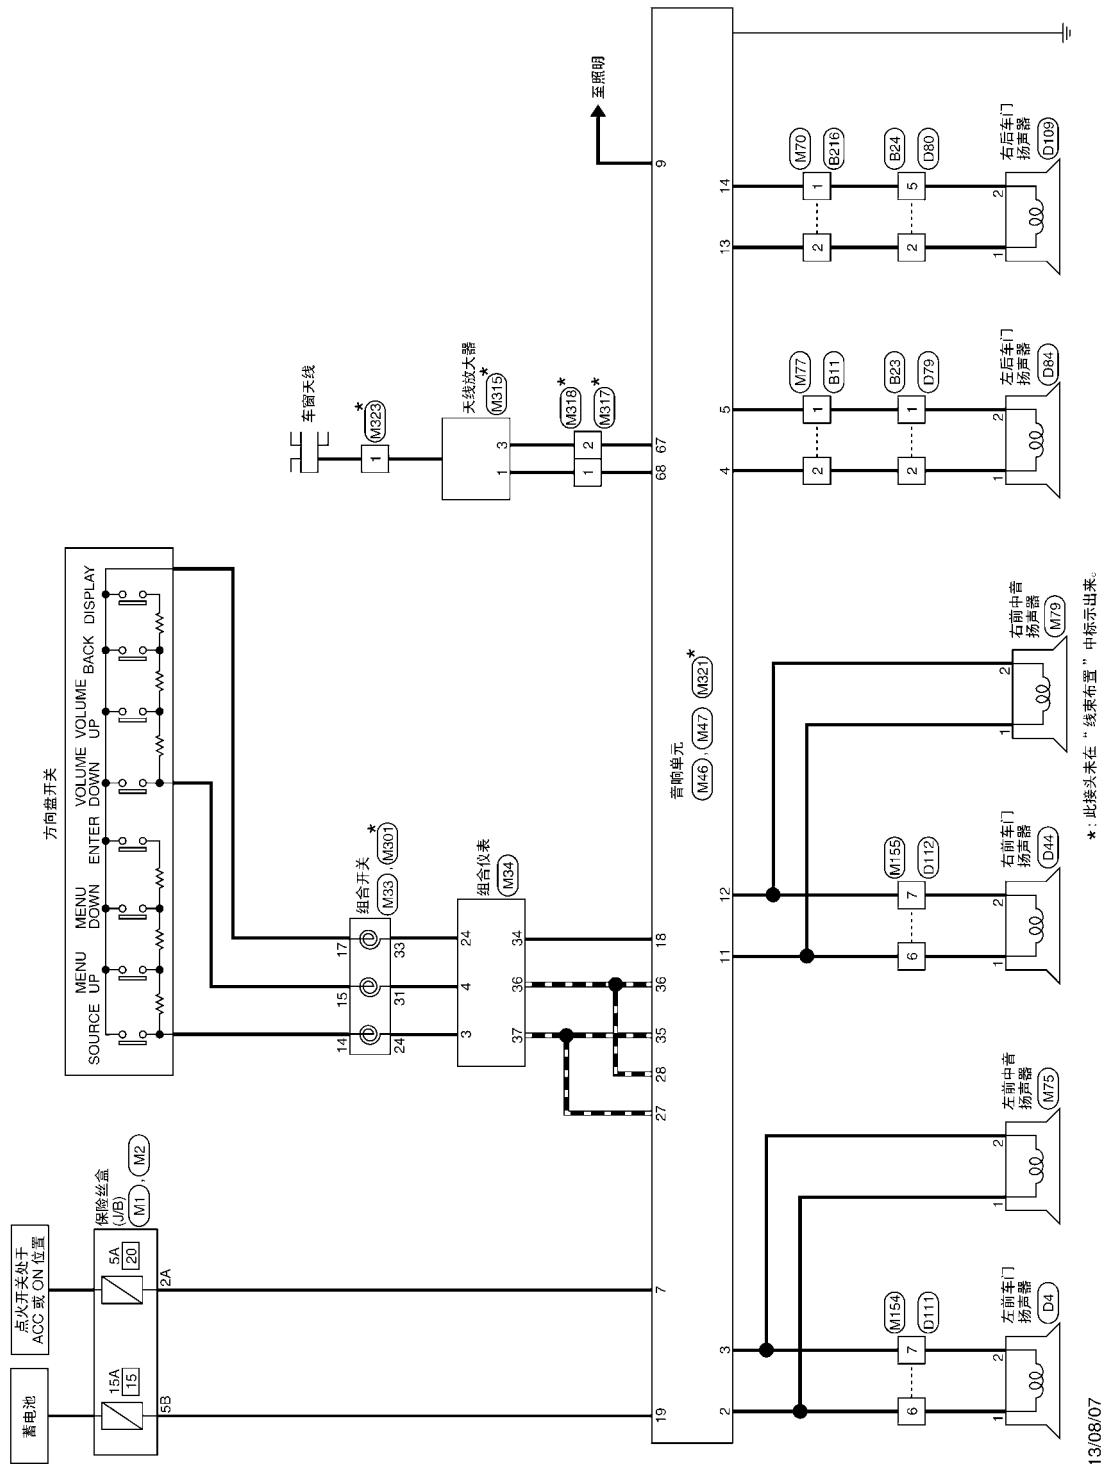 蓄电池
点火开关处于
ACC 或 ON 位置
15A
15
5A
20
保险丝盒
(J/B)
M1 , M2
5B
2A
方向盘开关
SOURCE
MENU
UP
MENU
DOWN
ENTER
VOLUME
DOWN
VOLUME
UP
BACK
DISPLAY
14
15
17
组合开关
*
M33 , M301
24
31
33
3
4
24
组合仪表
M34
37
36
34
车窗天线
1
*
M323
天线放大器
*
M315
1
3
1
2
*
M318
*
M317
至照明
19
7
27
28
35
36
18
68
67
9
音响单元
*
M46 , M47 M321
2
3
11
12
4
5
13
14
6
7
M154
D111
1
2
左前车门
扬声器
D4
1
2
左前中音
扬声器
M75
6
7
M155
D112
1
2
右前车门
扬声器
D44
1
2
右前中音
扬声器
M79
2
1
M77
B11
2
1
B23
D79
1
2
左后车门
扬声器
D84
2
1
M70
B216
2
5
B24
D80
1
2
右后车门
扬声器
D109
*: 此接头未在“线束布置”中标示出来。
13/08/07